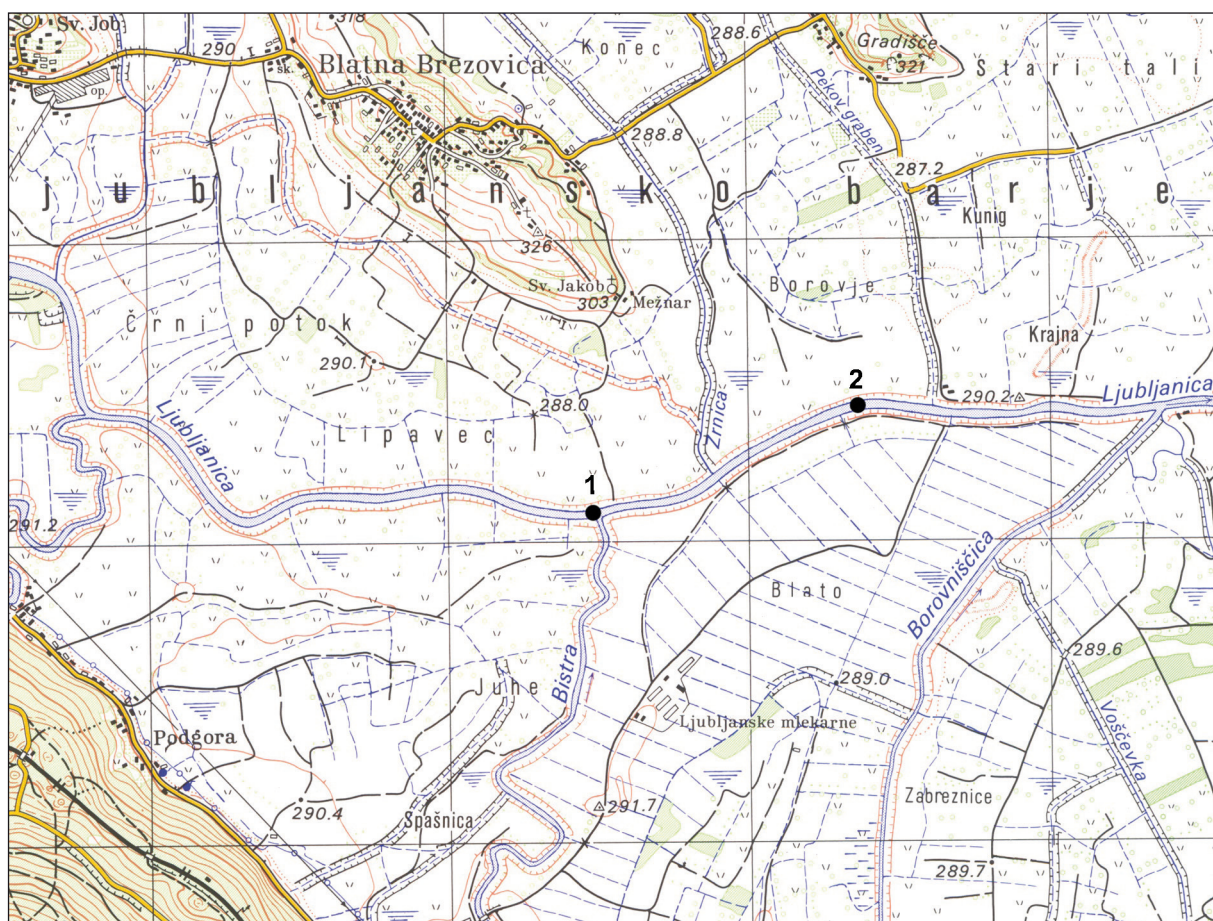 Sv. Job
318
290
šk.
op.
Blatna Brezovica
Konec
288.6
Gradišče
321
Stari tali
Pekov graben
288.8
287.2
Ljubljansko barje
Kunig
326
Sv. Jakob
303
Mežnar
Borovje
Črni potok
Krajna
290.1
2
290.2
Ljubljanica
Zrnica
288.0
Ljubljanica
Lipavec
1
291.2
Blato
Borovniščica
Bistra
289.6
289.0
Juhe
Ljubljanske mlekarne
Voščevka
Podgora
Zabreznice
291.7
290.4
Spašnica
289.7